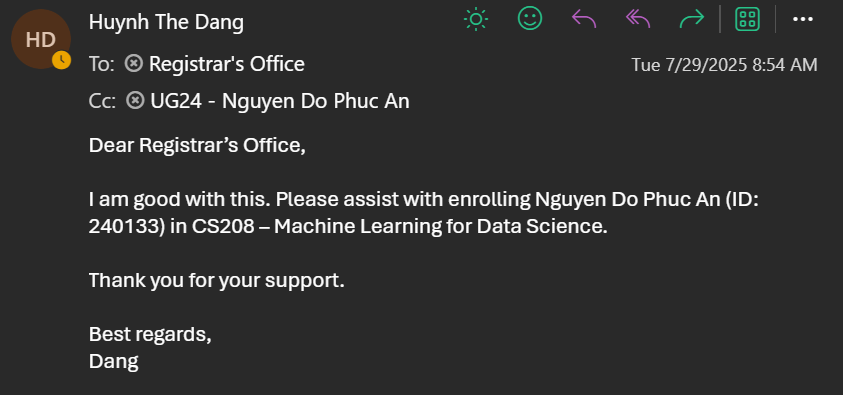 HD
Huynh The Dang
To: Registrar's Office
Tue 7/29/2025 8:54 AM
Cc: UG24 - Nguyen Do Phuc An
Dear Registrar’s Office,
I am good with this. Please assist with enrolling Nguyen Do Phuc An (ID:
240133) in CS208 – Machine Learning for Data Science.
Thank you for your support.
Best regards,
Dang